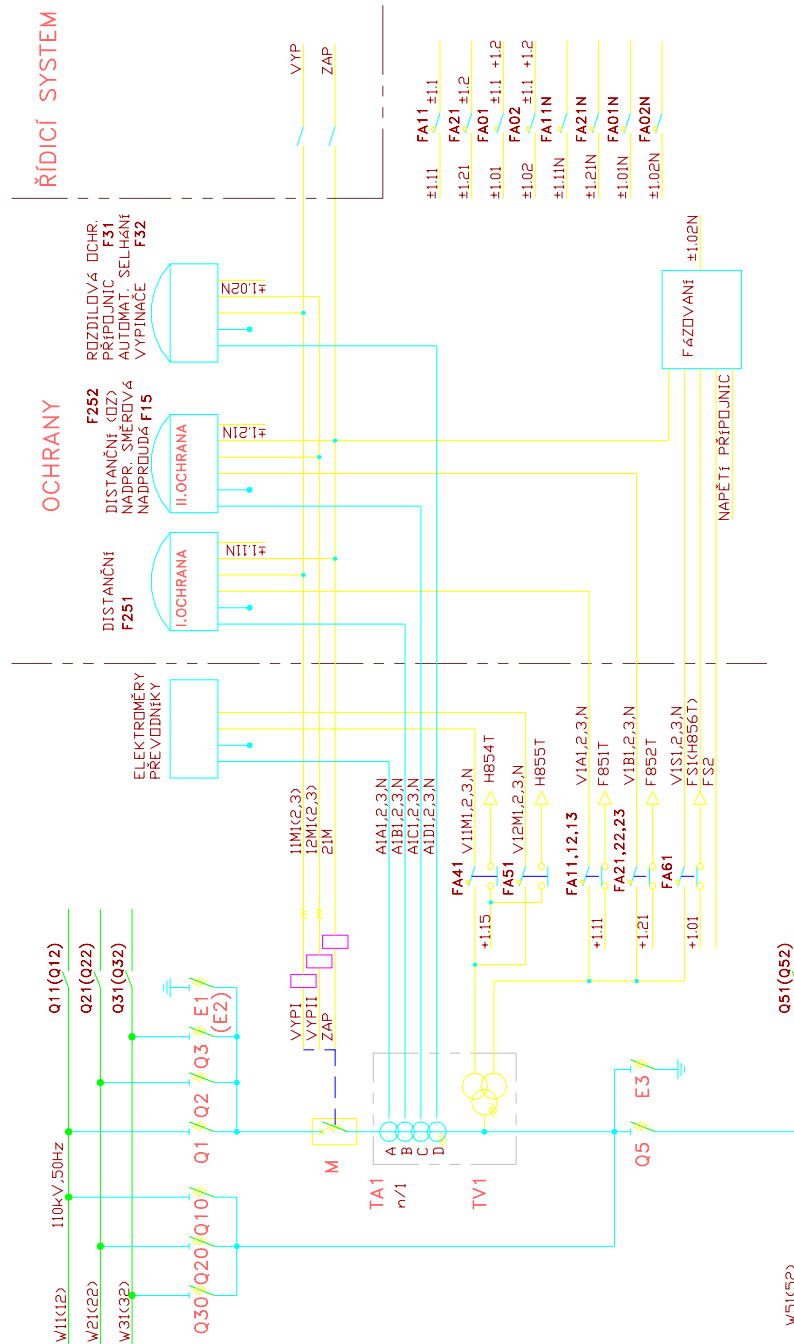 ŘÍDICÍ SYSTEM
VYP
ZAP
FA11 ±1.1
±1.11
FA21 ±1.2
±1.21
FA01 ±1.1 +1.2
±1.01
FA02 ±1.1 +1.2
±1.02
FA11N
±1.11N
FA21N
±1.21N
FA01N
±1.01N
FA02N
±1.02N
OCHRANY
ROZDILOVÁ OCHR.
PŘÍPOJNIC F31
AUTOMAT. SELHÁNÍ
VYPÍNAČE F32
±1.02N
F252
DISTANČNÍ (OZ)
NADPR. SMĚROVÁ
NADPROUDÁ F15
II.OCHRANA
±1.21N
DISTANČNÍ
F251
I.OCHRANA
±1.11N
FÁZOVANÍ
±1.02N
NAPĚTÍ PŘÍPOJNIC
ELEKTROMĚRY
PŘEVODNÍKY
11M1(2,3)
12M1(2,3)
21M
A1A1,2,3,N
A1B1,2,3,N
A1C1,2,3,N
A1D1,2,3,N
FA41 V11M1,2,3,N
H854T
+1.15
FA51 V12M1,2,3,N
H855T
FA11,12,13
V1A1,2,3,N
F851T
+1.11
FA21,22,23
V1B1,2,3,N
F852T
+1.21
FA61
V1S1,2,3,N
FS1(H856T)
FS2
+1.01
Q11(Q12)
Q21(Q22)
Q31(Q32)
Q51(Q52)
110kV,50Hz
W11(12)
W21(22)
W31(32)
W51(52)
E1
(E2)
Q3
Q2
Q1
Q10
Q20
Q30
VYPI
VYPII
ZAP
M
TA1
n/1
A
B
C
D
TV1
E3
Q5